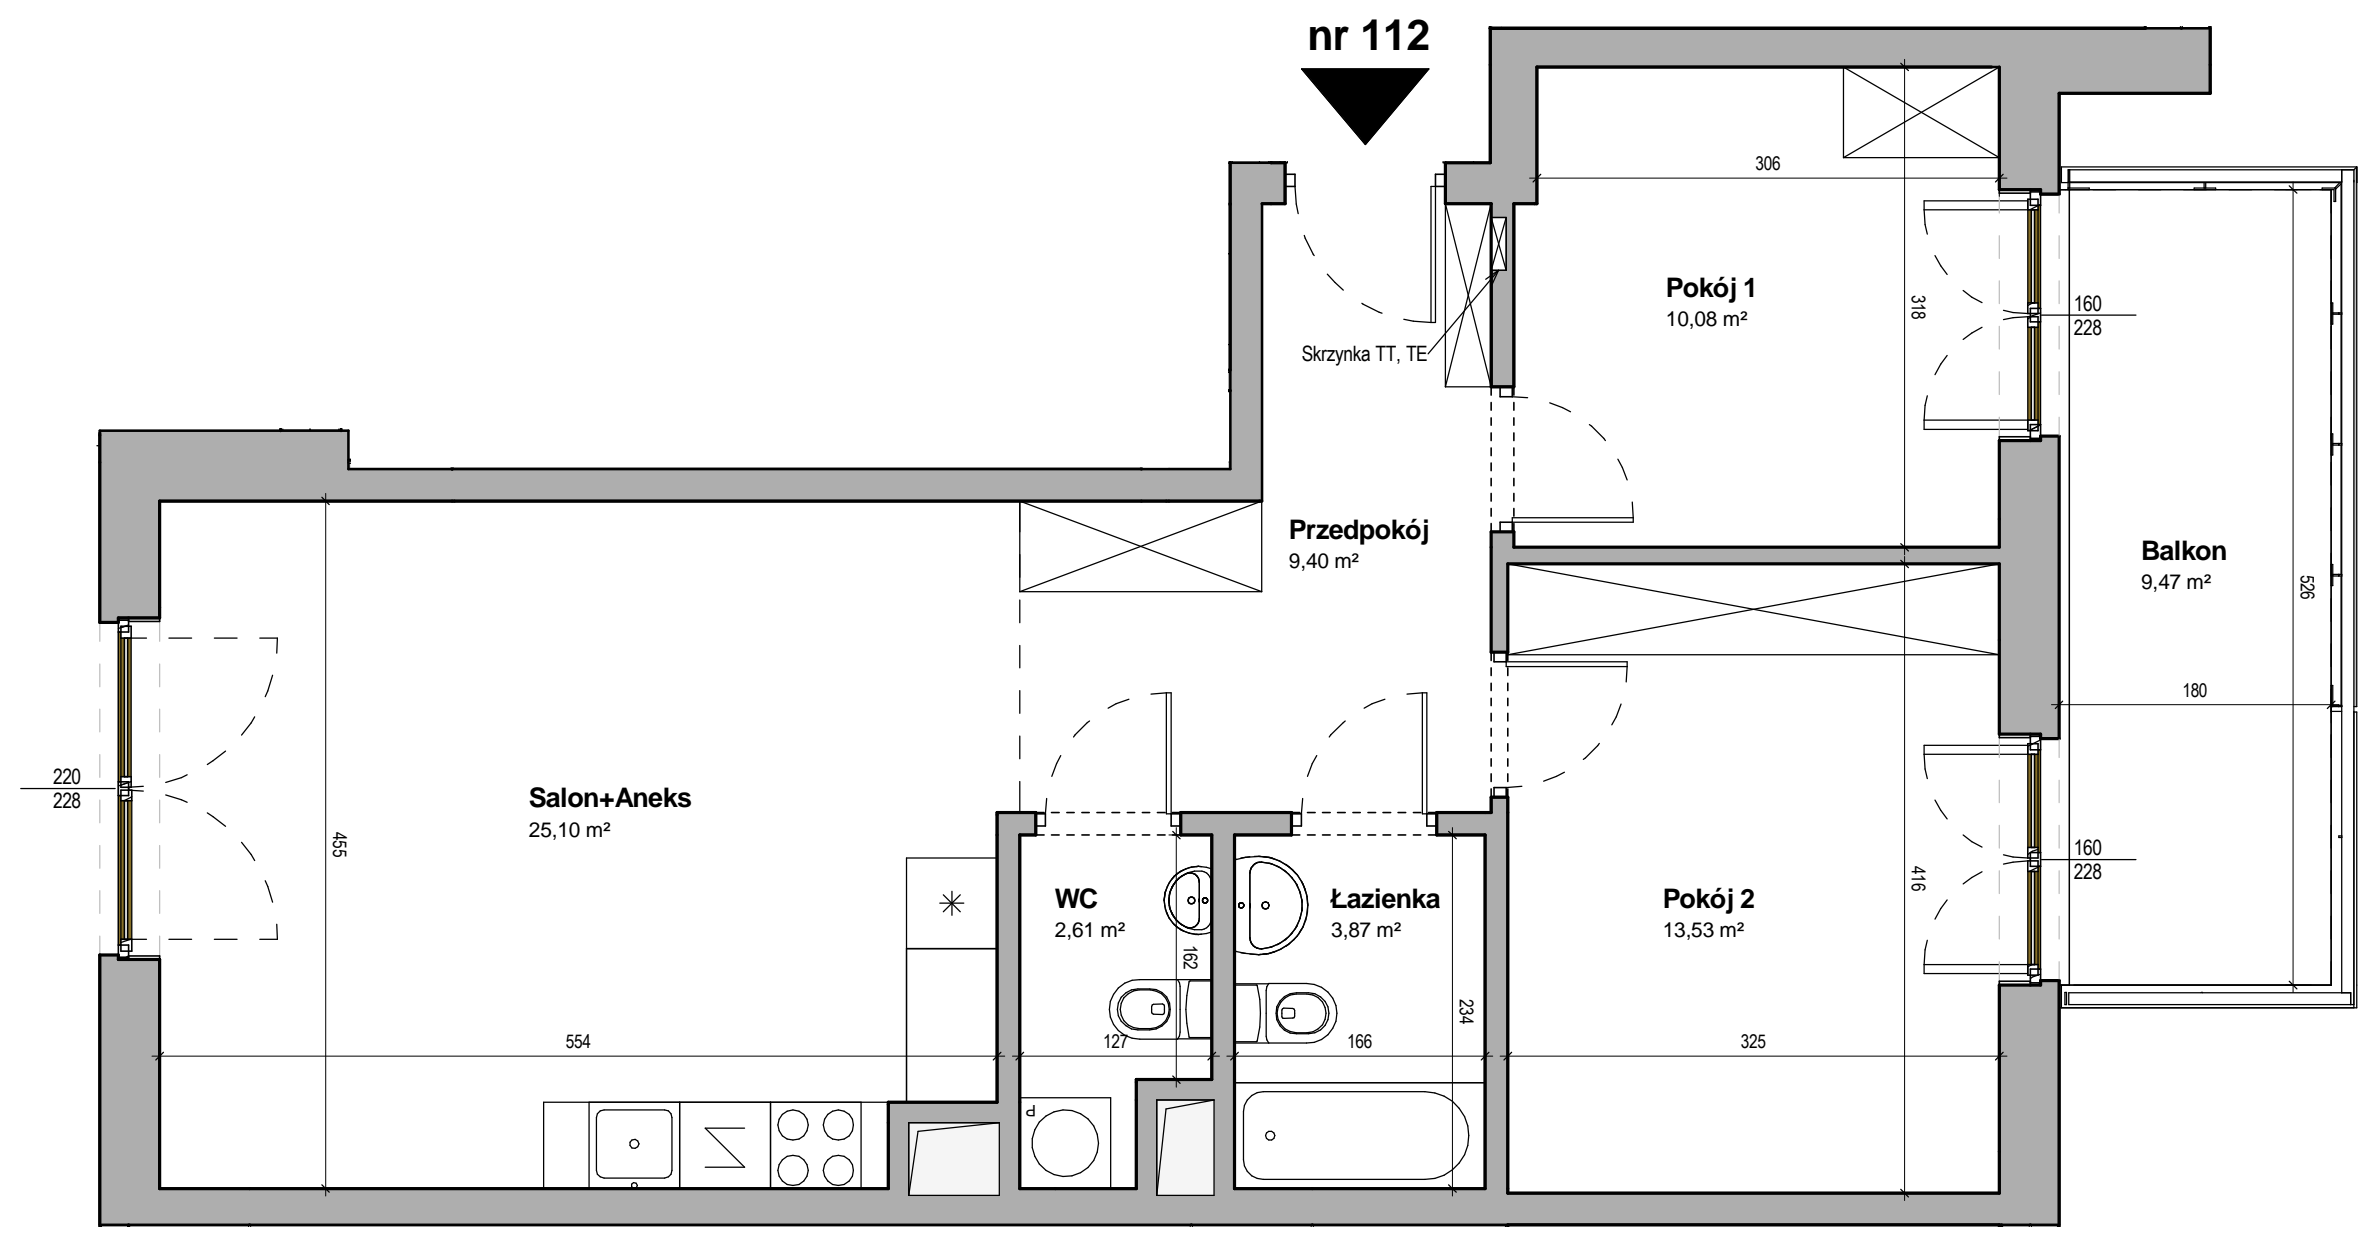 nr 112
306
Pokój 1
10,08 m²
318
160
228
Skrzynka TT, TE
Przedpokój
9,40 m²
Balkon
9,47 m²
526
180
220
228
Salon+Aneks
25,10 m²
455
160
228
WC
2,61 m²
162
Łazienka
3,87 m²
234
Pokój 2
13,53 m²
416
554
127
166
325
P